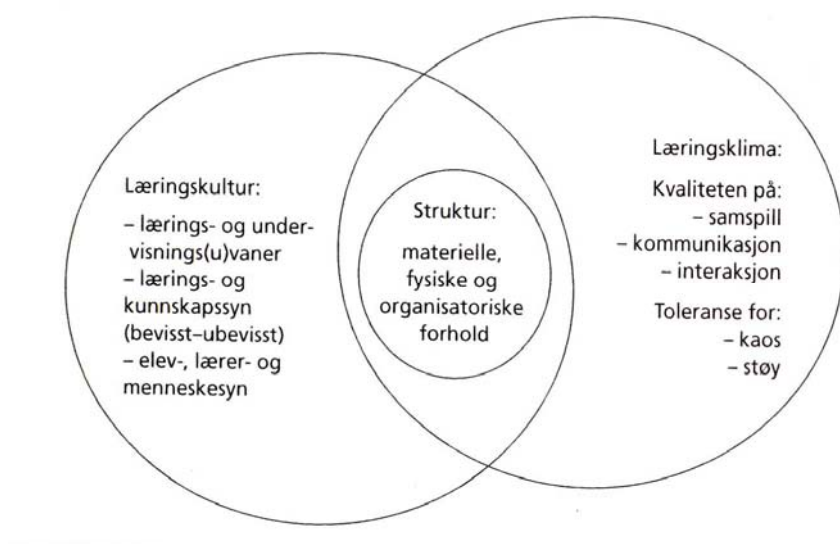 Læringskultur:
– lærings- og under-
visnings(u)vaner
– lærings- og
kunnskapssyn
(bevisst–ubevisst)
– elev-, lærer- og
menneskesyn
Struktur:
materielle,
fysiske og
organisatoriske
forhold
Læringsklima:
Kvaliteten på:
– samspill
– kommunikasjon
– interaksjon
Toleranse for:
– kaos
– støy